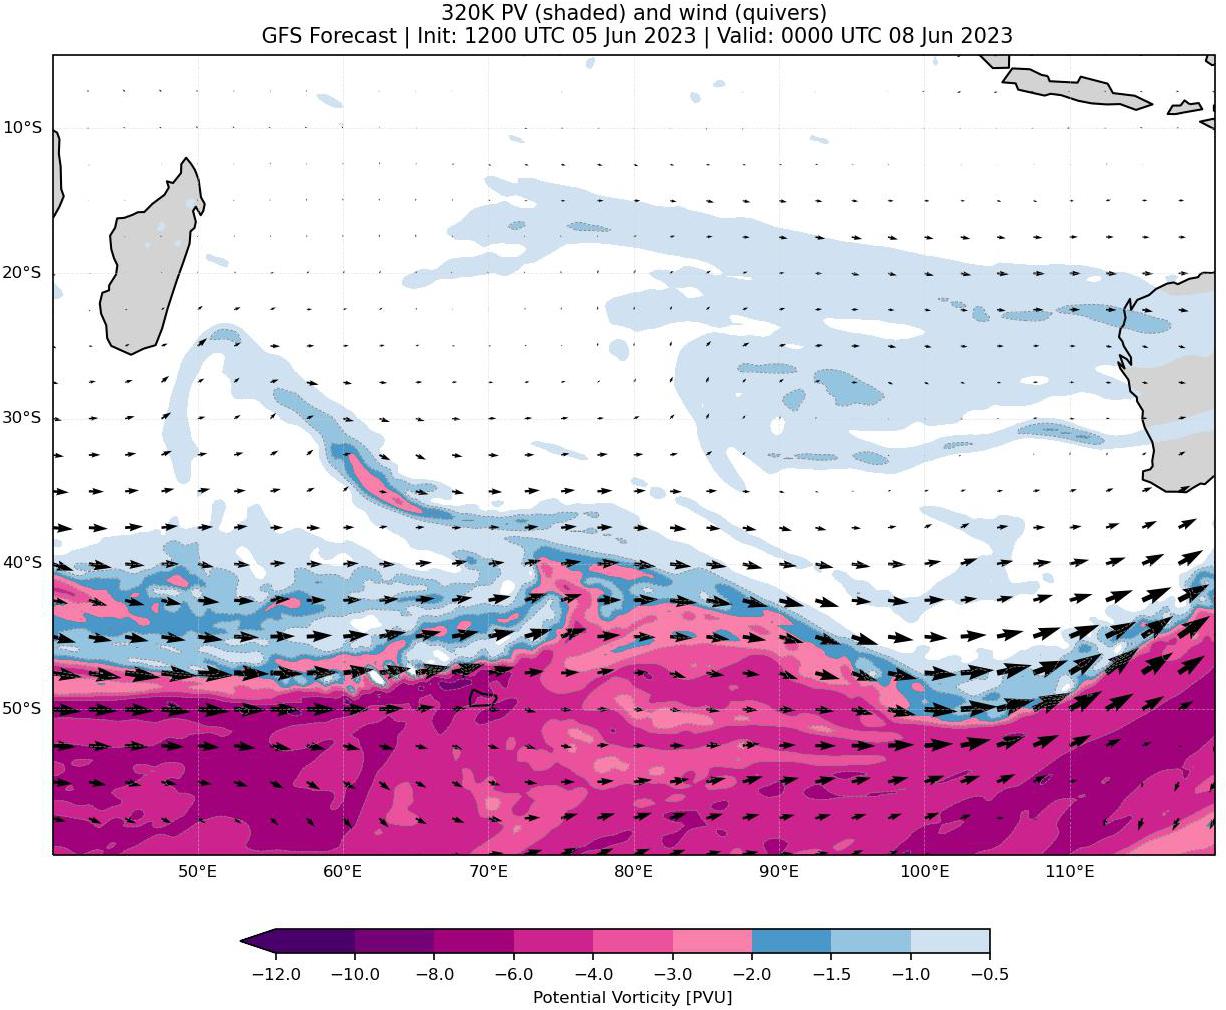 320K PV (shaded) and wind (quivers)
GFS Forecast | Init: 1200 UTC 05 Jun 2023 | Valid: 0000 UTC 08 Jun 2023
10°S
20°S
30°S
40°S
50°S
50°E 60°E 70°E 80°E 90°E 100°E 110°E
−12.0 −10.0 −8.0 −6.0 −4.0 −3.0 −2.0 −1.5 −1.0 −0.5
Potential Vorticity [PVU]